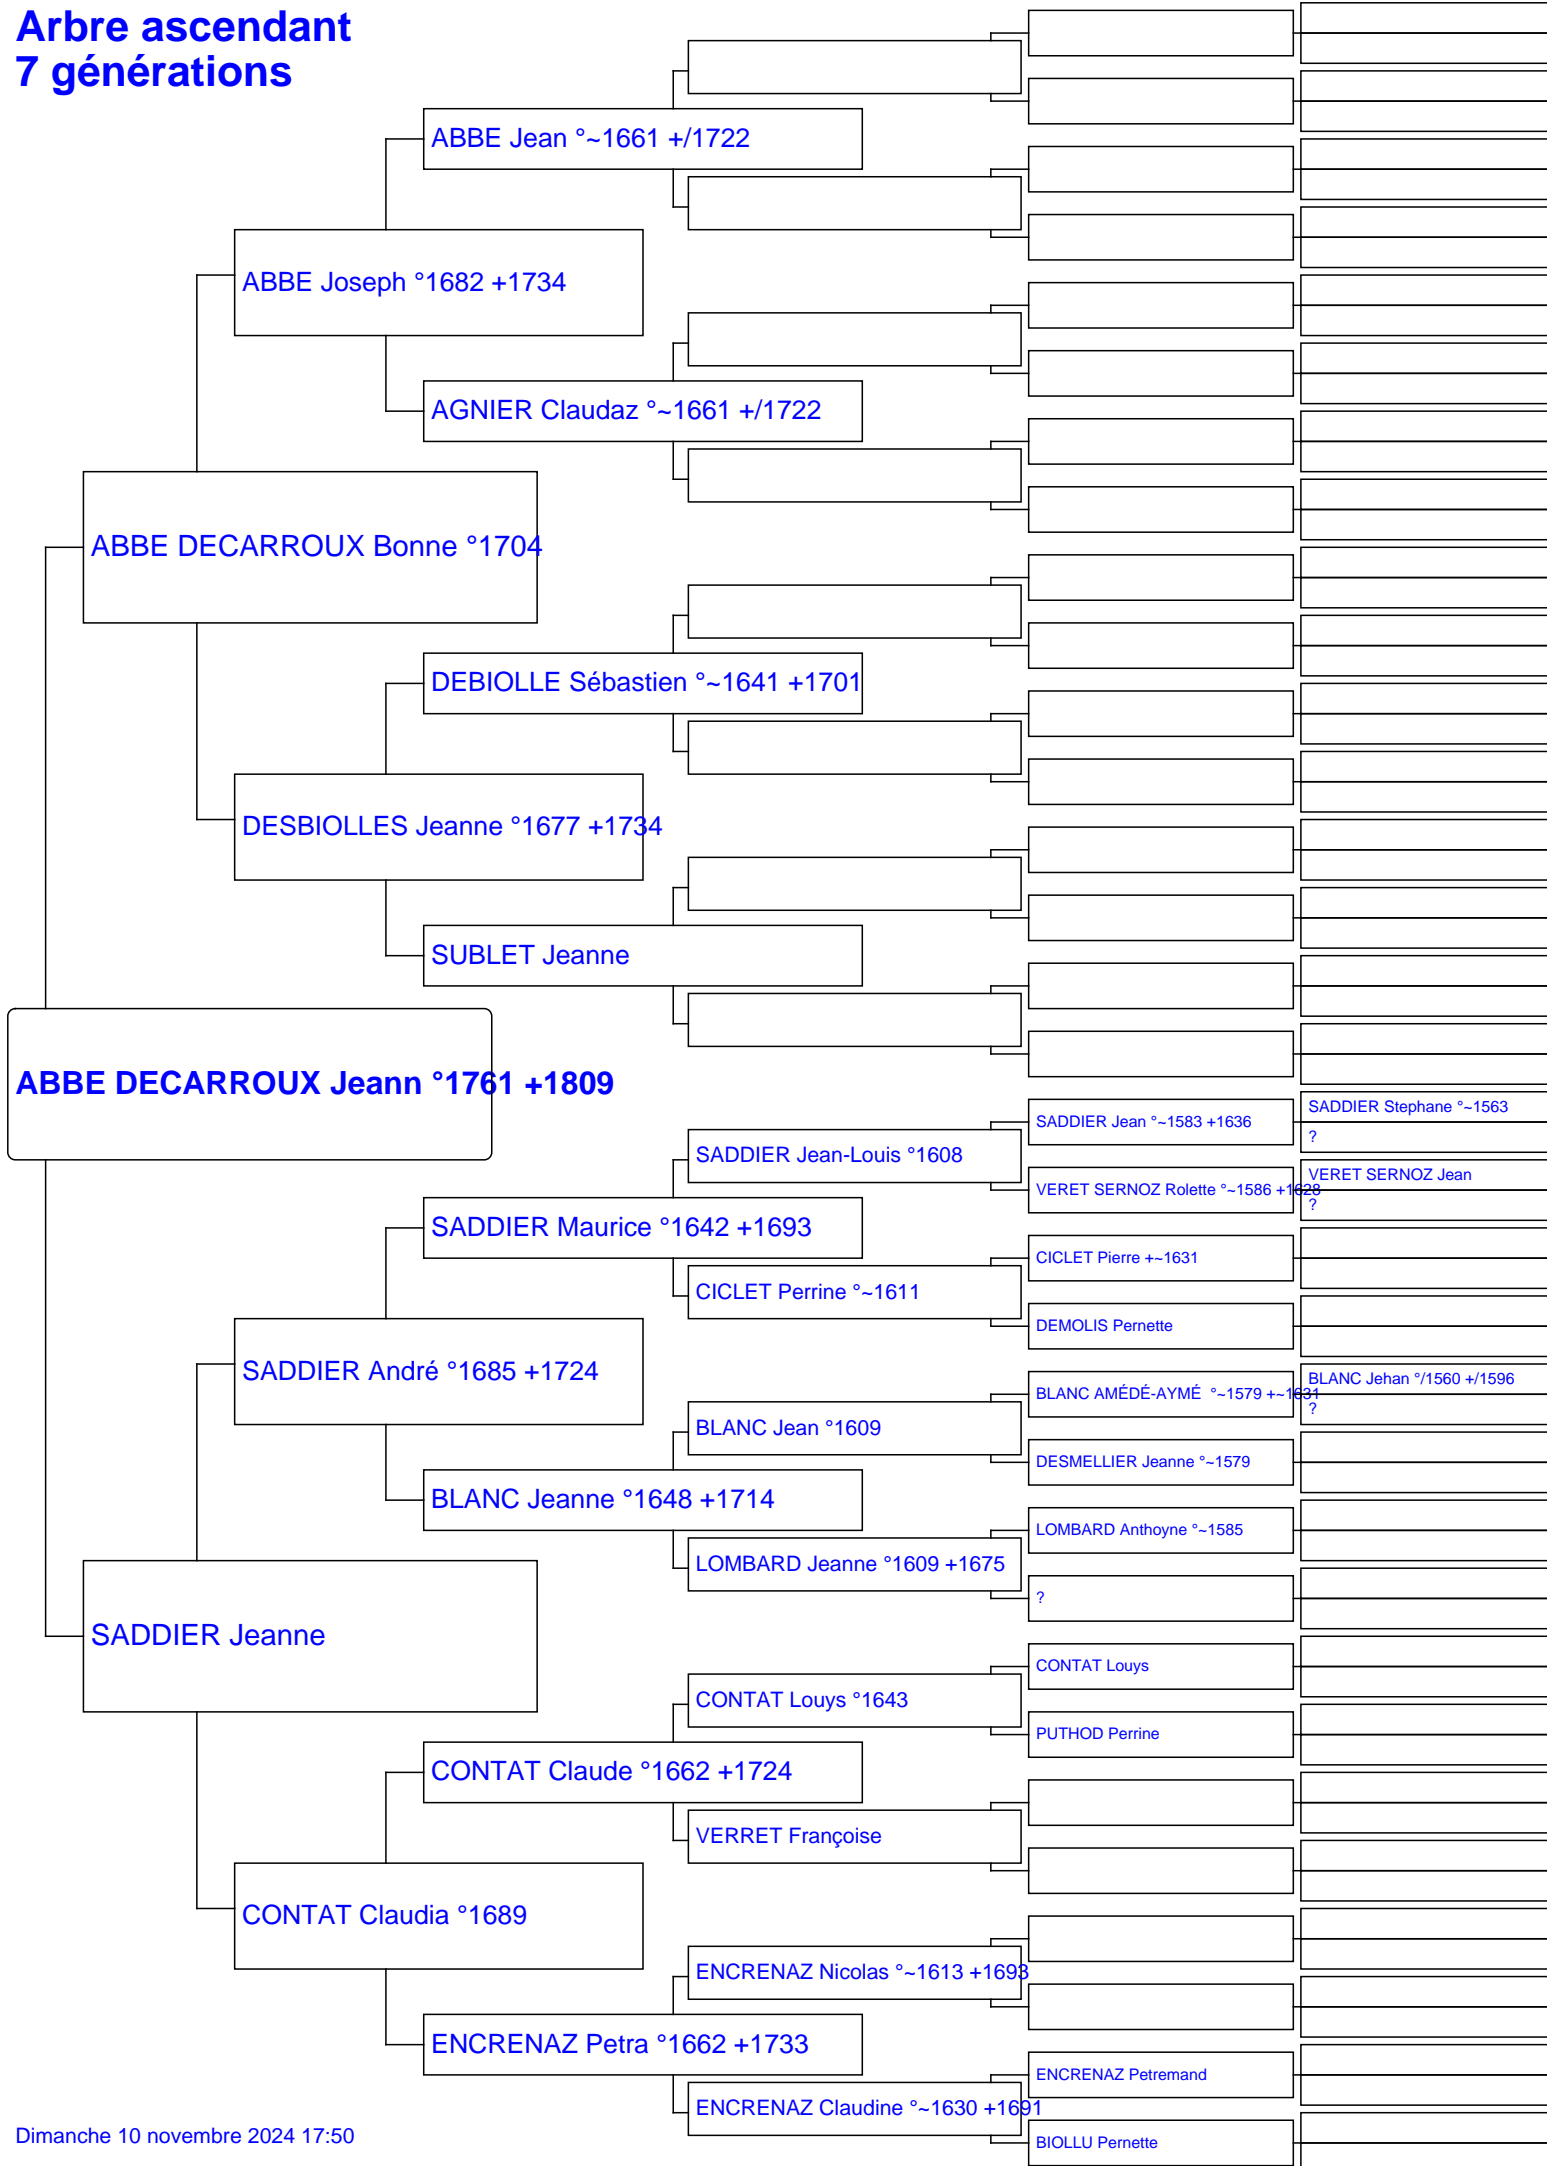 Arbre ascendant
7 générations
ABBE Jean °~1661 +/1722
ABBE Joseph °1682 +1734
AGNIER Claudaz °~1661 +/1722
ABBE DECARROUX Bonne °1704
DEBIOLLE Sébastien °~1641 +1701
DESBIOLLES Jeanne °1677 +1734
SUBLET Jeanne
ABBE DECARROUX Jeann °1761 +1809
SADDIER Stephane °~1563
SADDIER Jean °~1583 +1636
?
SADDIER Jean-Louis °1608
VERET SERNOZ Jean
VERET SERNOZ Rolette °~1586 +1628
?
SADDIER Maurice °1642 +1693
CICLET Pierre +~1631
CICLET Perrine °~1611
DEMOLIS Pernette
SADDIER André °1685 +1724
BLANC Jehan °/1560 +/1596
BLANC AMÉDÉ-AYMÉ °~1579 +~1631
?
BLANC Jean °1609
DESMELLIER Jeanne °~1579
BLANC Jeanne °1648 +1714
LOMBARD Anthoyne °~1585
LOMBARD Jeanne °1609 +1675
?
SADDIER Jeanne
CONTAT Louys
CONTAT Louys °1643
PUTHOD Perrine
CONTAT Claude °1662 +1724
VERRET Françoise
CONTAT Claudia °1689
ENCRENAZ Nicolas °~1613 +1693
ENCRENAZ Petra °1662 +1733
ENCRENAZ Petremand
ENCRENAZ Claudine °~1630 +1691
BIOLLU Pernette
Dimanche 10 novembre 2024 17:50